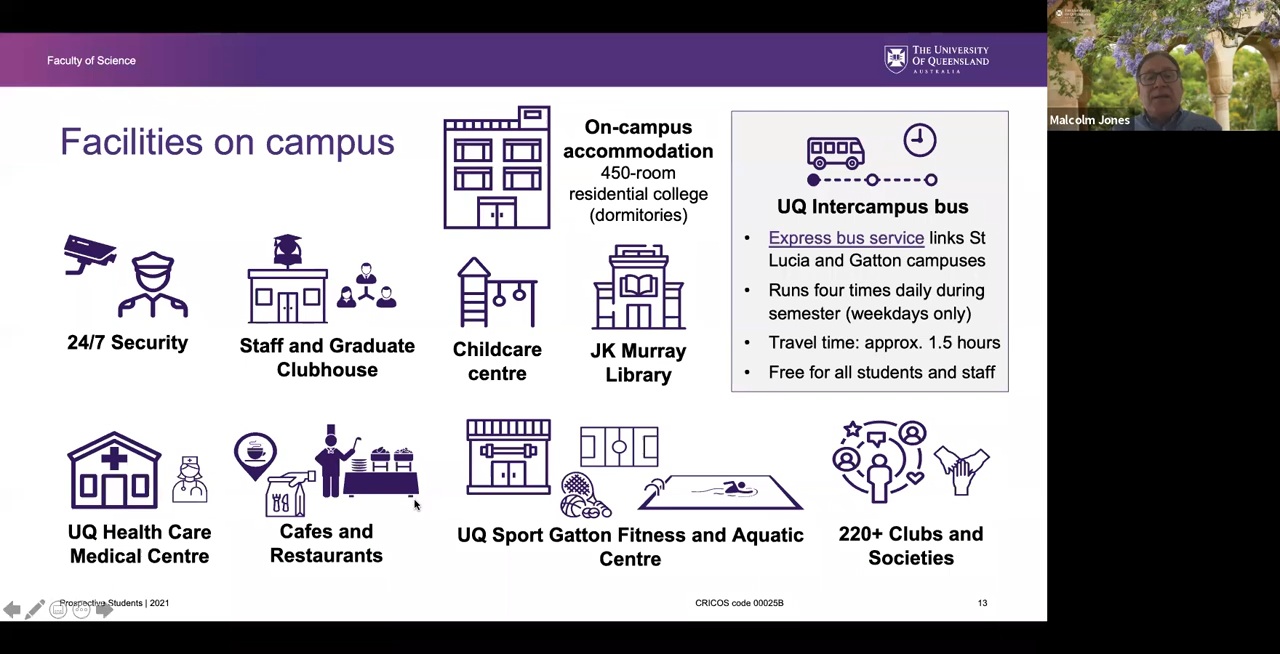 Faculty of Science
THE UNIVERSITY
OF QUEENSLAND
AUSTRALIA
Facilities on campus
On-campus
accommodation
450-room
residential college
(dormitories)
UQ Intercampus bus
• Express bus service links St
Lucia and Gatton campuses
• Runs four times daily during
semester (weekdays only)
• Travel time: approx. 1.5 hours
• Free for all students and staff
24/7 Security
Staff and Graduate
Clubhouse
Childcare
centre
JK Murray
Library
UQ Health Care
Medical Centre
Cafes and
Restaurants
UQ Sport Gatton Fitness and Aquatic
Centre
220+ Clubs and
Societies
Prospective Students | 2021
CRICOS code 00025B
13
Malcolm Jones